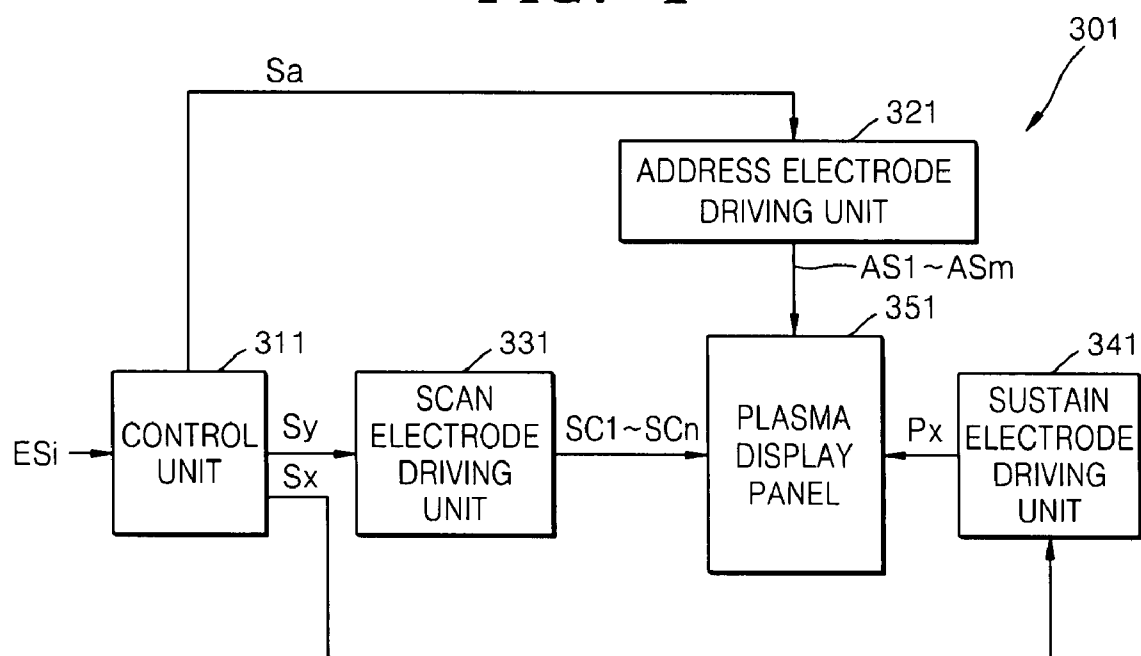 301
Sa
321
ADDRESS ELECTRODE
DRIVING UNIT
AS1~ASm
351
311
331
341
ESi
CONTROL
UNIT
Sy
Sx
SCAN
ELECTRODE
DRIVING
UNIT
SC1~SCn
PLASMA
DISPLAY
PANEL
Px
SUSTAIN
ELECTRODE
DRIVING
UNIT